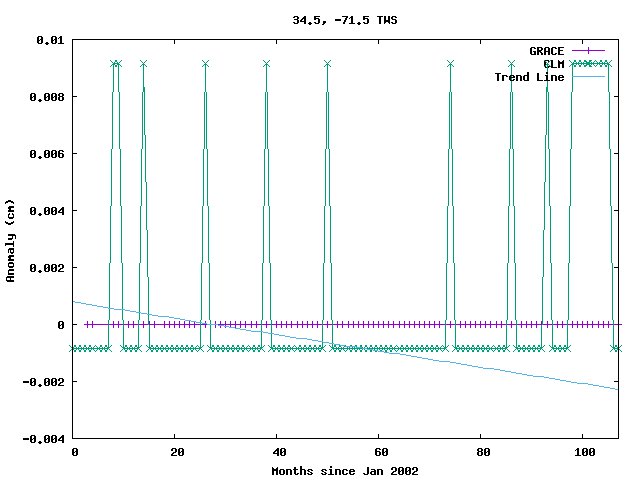 34.5, -71.5 TWS
0.01
0.008
0.006
0.004
0.002
0
-0.002
-0.004
Anomaly (cm)
GRACE
CLM
Trend Line
0 20 40 60 80 100
Months since Jan 2002